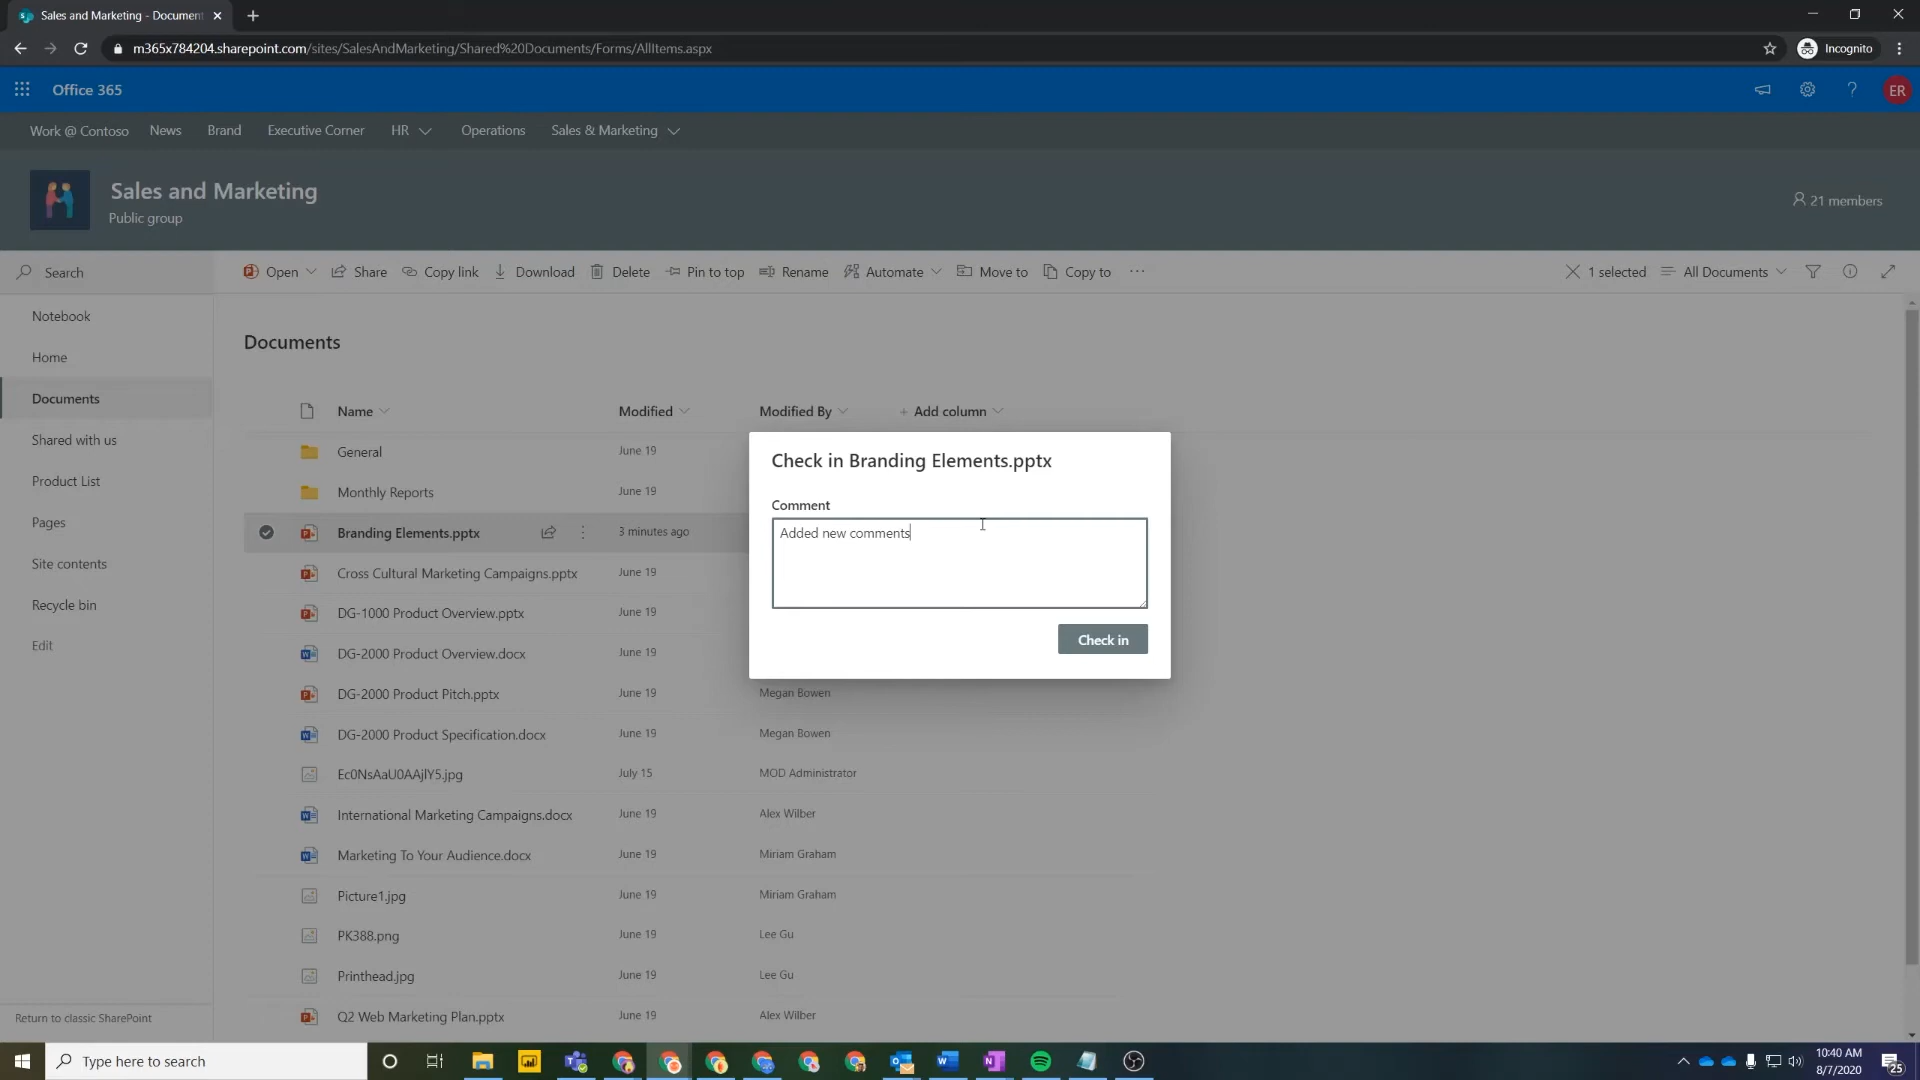 Sales and Marketing - Document
m365x784204.sharepoint.com/sites/SalesAndMarketing/Shared%20Documents/Forms/AllItems.aspx
Incognito
Office 365
ER
Work @ Contoso News Brand Executive Corner HR Operations Sales & Marketing
Sales and Marketing
Public group
21 members
Search
Open Share Copy link Download Delete Pin to top Rename Automate Move to Copy to ... 1 selected All Documents
Notebook
Home
Documents
Shared with us
Product List
Pages
Site contents
Recycle bin
Edit
Return to classic SharePoint
Documents
Name Modified Modified By + Add column
General June 19
Monthly Reports June 19
Branding Elements.pptx 3 minutes ago
Cross Cultural Marketing Campaigns.pptx June 19
DG-1000 Product Overview.pptx June 19
DG-2000 Product Overview.docx June 19
DG-2000 Product Pitch.pptx June 19 Megan Bowen
DG-2000 Product Specification.docx June 19 Megan Bowen
Ec0NsAaU0AAjlY5.jpg July 15 MOD Administrator
International Marketing Campaigns.docx June 19 Alex Wilber
Marketing To Your Audience.docx June 19 Miriam Graham
Picture1.jpg June 19 Miriam Graham
PK388.png June 19 Lee Gu
Printhead.jpg June 19 Lee Gu
Q2 Web Marketing Plan.pptx June 19 Alex Wilber
Check in Branding Elements.pptx
Comment
Added new comments
Check in
Type here to search
10:40 AM
8/7/2020
25